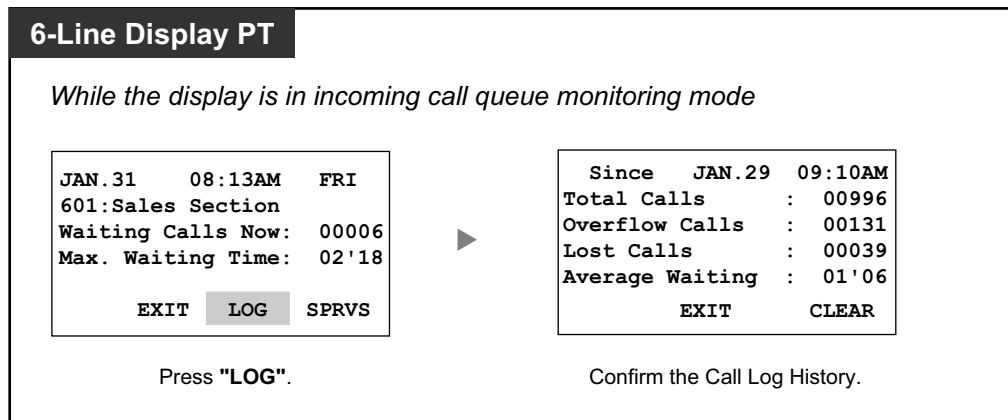 6-Line Display PT
While the display is in incoming call queue monitoring mode
JAN.31 08:13AM FRI
601:Sales Section
Waiting Calls Now: 00006
Max. Waiting Time: 02'18
EXIT LOG SPRVS
Press "LOG".
Since JAN.29 09:10AM
Total Calls : 00996
Overflow Calls : 00131
Lost Calls : 00039
Average Waiting : 01'06
EXIT CLEAR
Confirm the Call Log History.